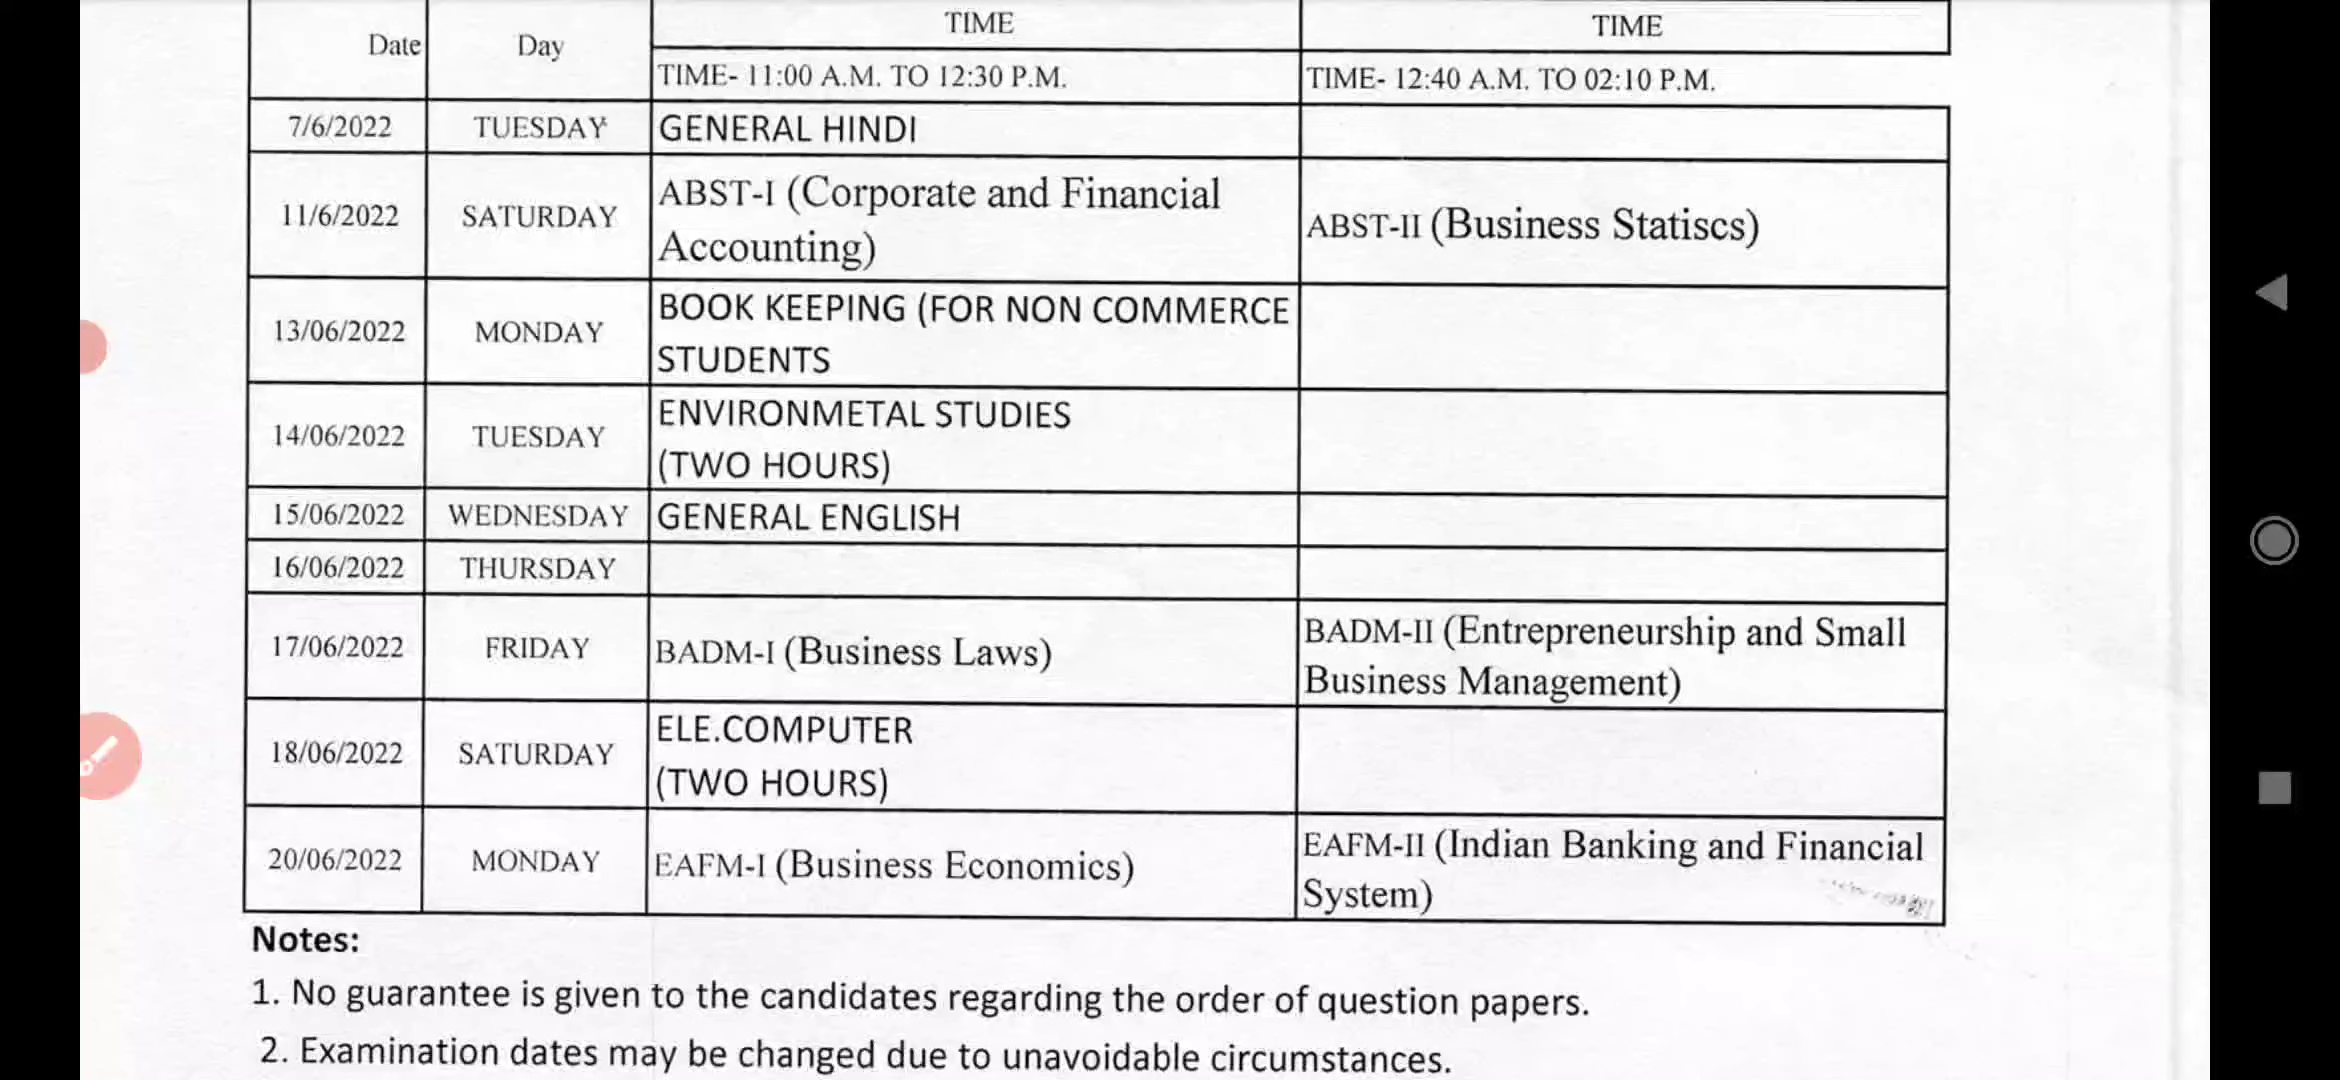 TIME TIME
Date Day
TIME- 11:00 A.M. TO 12:30 P.M. TIME- 12:40 A.M. TO 02:10 P.M.
7/6/2022 TUESDAY GENERAL HINDI
ABST-I (Corporate and Financial
11/6/2022 SATURDAY ABST-II (Business Statiscs)
Accounting)
BOOK KEEPING (FOR NON COMMERCE
13/06/2022 MONDAY
STUDENTS
ENVIRONMETAL STUDIES
14/06/2022 TUESDAY
(TWO HOURS)
15/06/2022 WEDNESDAY GENERAL ENGLISH
16/06/2022 THURSDAY
BADM-II (Entrepreneurship and Small
17/06/2022 FRIDAY BADM-I (Business Laws)
Business Management)
ELE.COMPUTER
18/06/2022 SATURDAY
(TWO HOURS)
EAFM-II (Indian Banking and Financial
20/06/2022 MONDAY EAFM-I (Business Economics)
System)
Notes:
1. No guarantee is given to the candidates regarding the order of question papers.
2. Examination dates may be changed due to unavoidable circumstances.